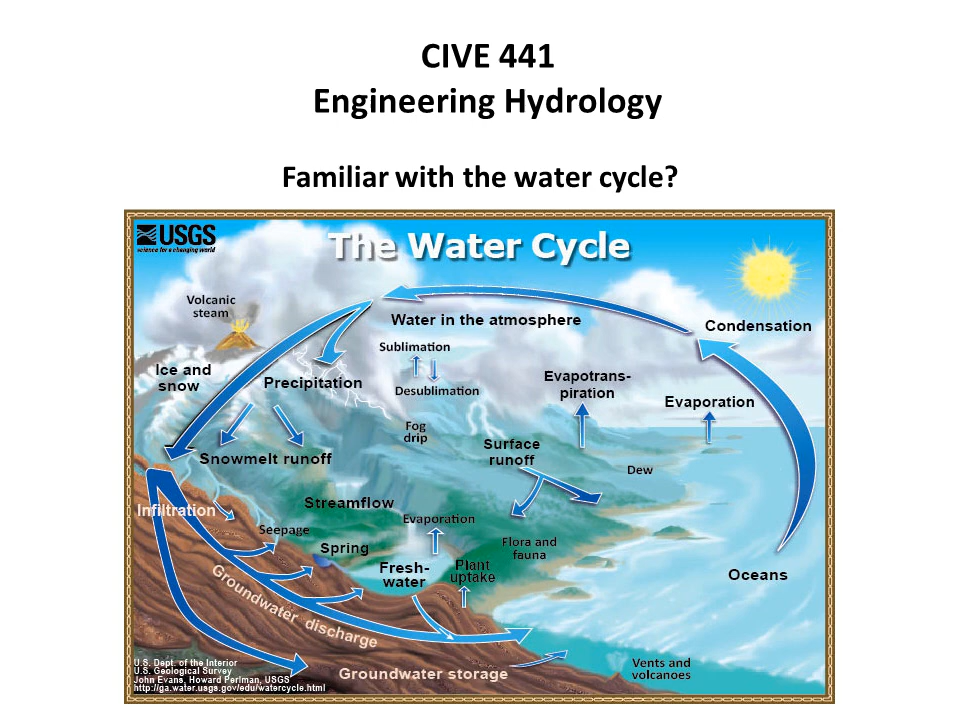 CIVE 441
Engineering Hydrology
Familiar with the water cycle?
USGS
science for a changing world
The Water Cycle
Volcanic
steam
Water in the atmosphere
Condensation
Sublimation
Ice and
snow
Precipitation
Desublimation
Evapotrans-
piration
Evaporation
Fog
drip
Surface
runoff
Snowmelt runoff
Dew
Streamflow
Infiltration
Evaporation
Seepage
Flora and
fauna
Spring
Fresh-
water
Plant
uptake
Oceans
Groundwater discharge
Groundwater storage
Vents and
volcanoes
U.S. Dept. of the Interior
U.S. Geological Survey
John Evans, Howard Perlman, USGS
http://ga.water.usgs.gov/edu/watercycle.html